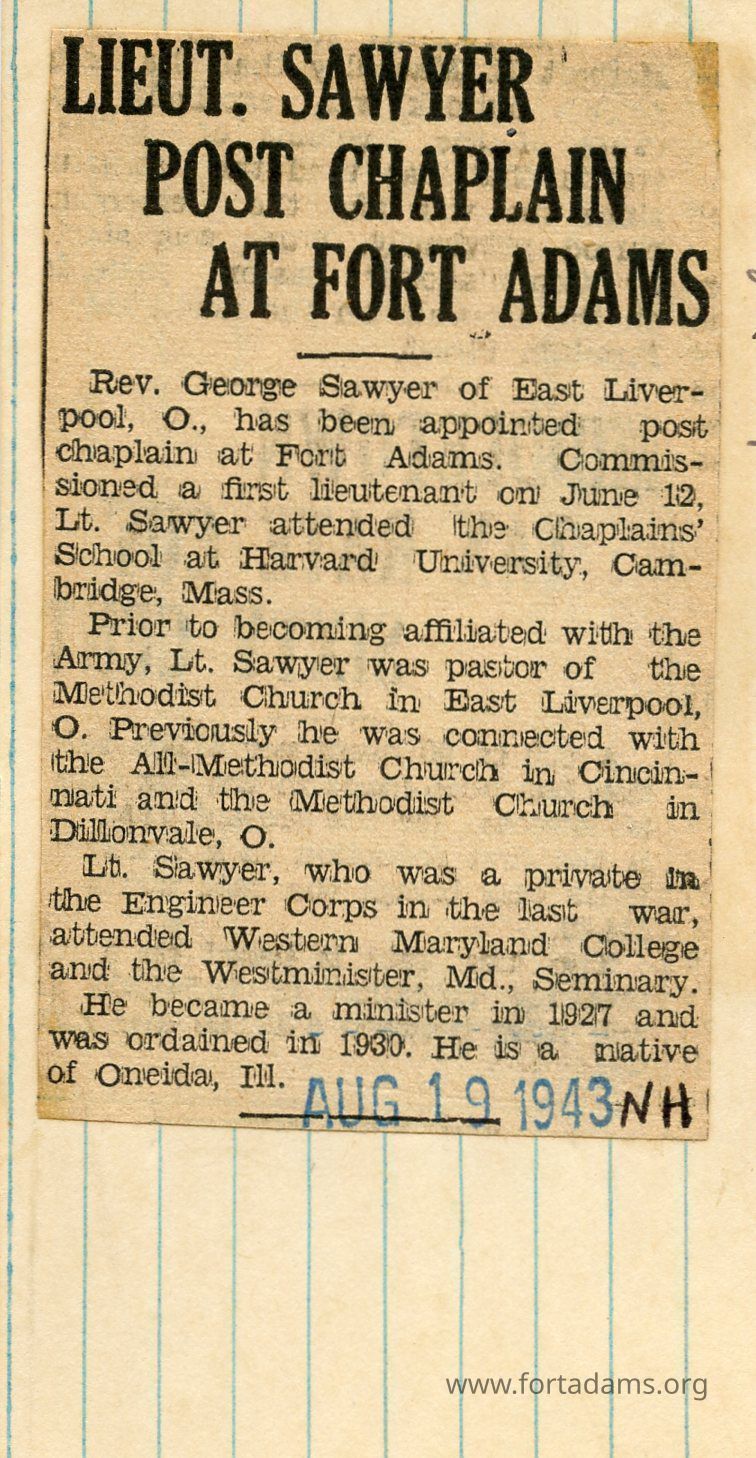 LIEUT. SAWYER
POST CHAPLAIN
AT FORT ADAMS
Rev. George Sawyer of East Liver-
pool, O., has been appointed post
chaplain at Fort Adams. Commis-
sioned a first lieutenant on June 12,
Lt. Sawyer attended the Chaplains'
School at Harvard University, Cam-
bridge, Mass.
Prior to becoming affiliated with the
Army, Lt. Sawyer was pastor of the
Methodist Church in East Liverpool,
O. Previously he was connected with
the All-Methodist Church in Cincin-
nati and the Methodist Church in
Dillonvale, O.
Lt. Sawyer, who was a private in
the Engineer Corps in the last war,
attended Western Maryland College
and the Westminister, Md., Seminary.
He became a minister in 1927 and
was ordained in 1930. He is a native
of Oneida, Ill.
AUG 19 1943 NH
www.fortadams.org